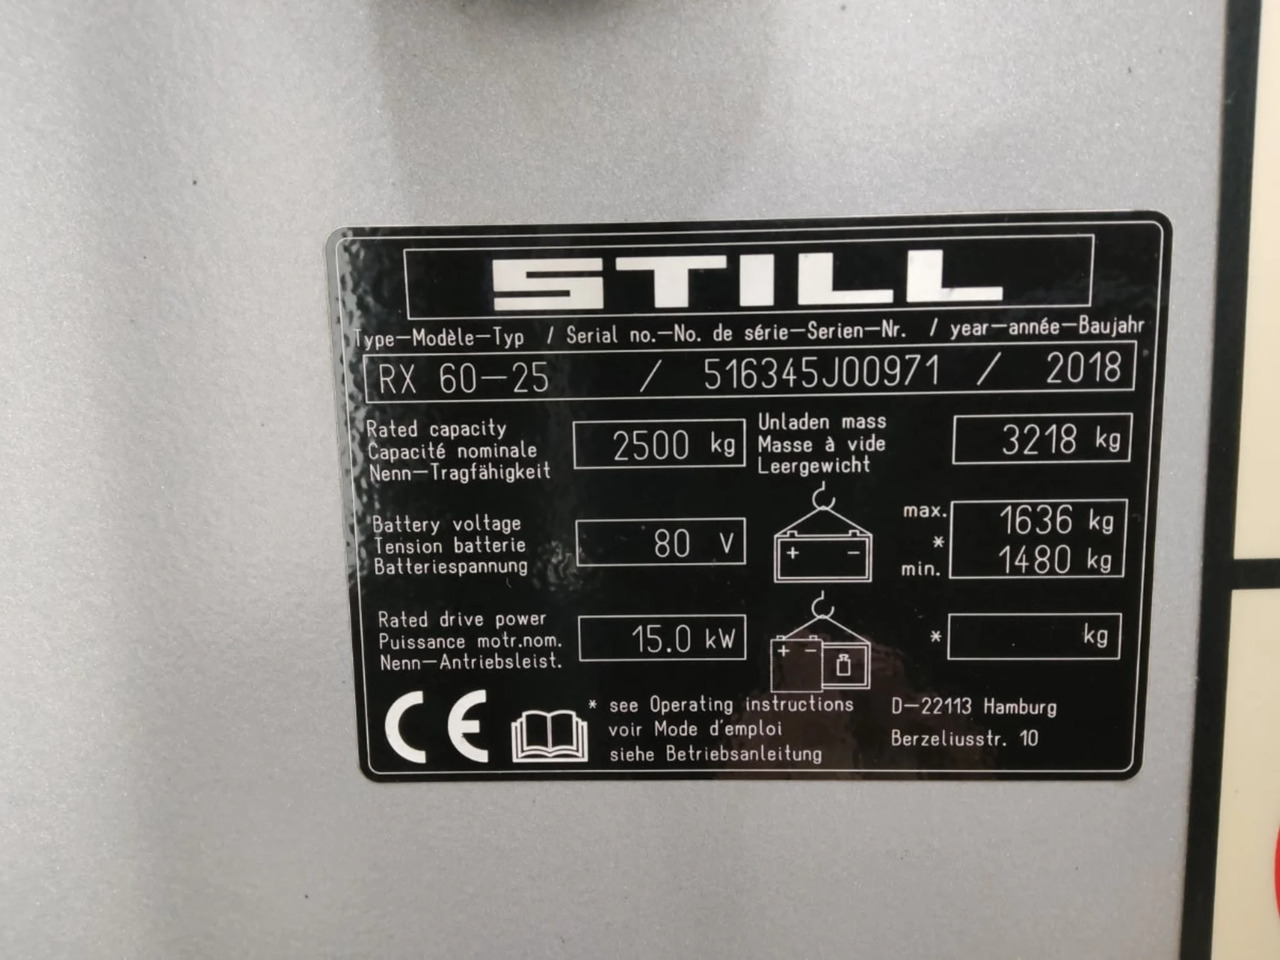 STILL
Type-Modèle-Typ / Serial no.-No. de série-Serien-Nr. / year-année-Baujahr
RX 60-25 / 516345J00971 / 2018
Rated capacity
Capacité nominale
Nenn-Tragfähigkeit
2500 kg
Unladen mass
Masse à vide
Leergewicht
3218 kg
Battery voltage
Tension batterie
Batteriespannung
80 V
+ -
max.
*
min.
1636 kg
1480 kg
Rated drive power
Puissance motr.nom.
Nenn-Antriebsleist.
15.0 kW
+ -
* kg
CE
* see Operating instructions
voir Mode d'emploi
siehe Betriebsanleitung
D-22113 Hamburg
Berzeliusstr. 10